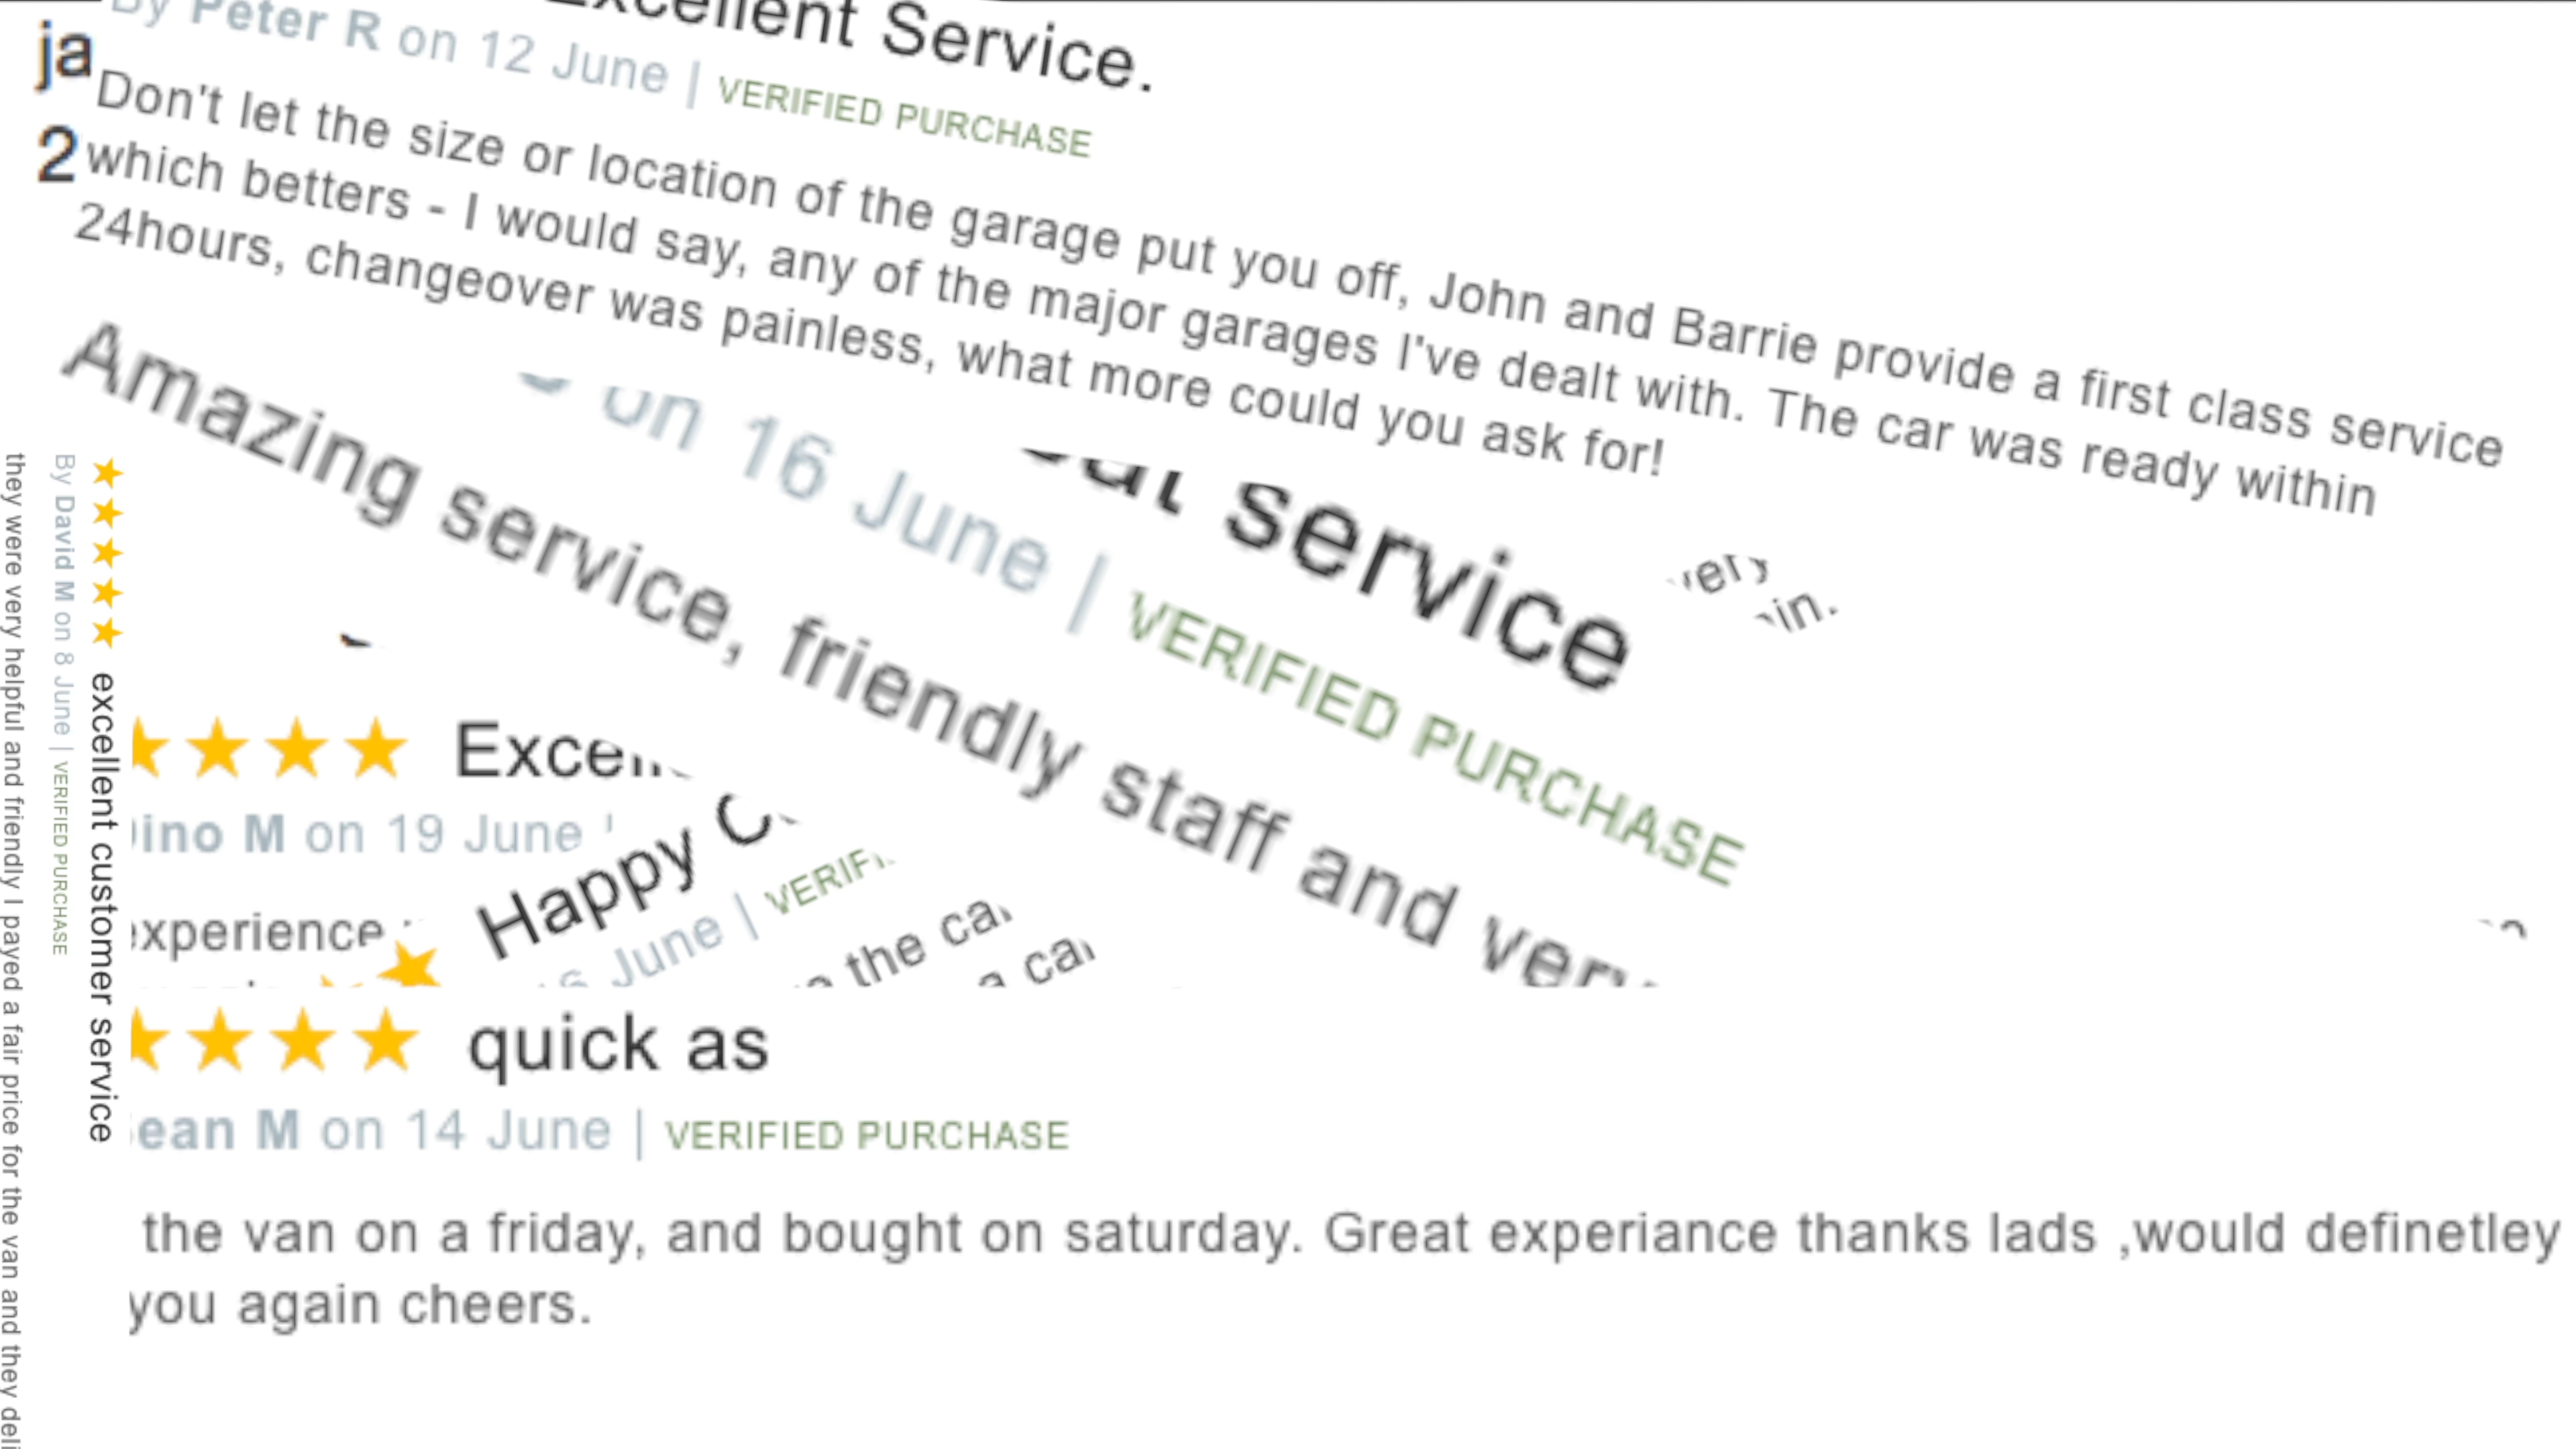 Excellent Service.
By Peter R on 12 June | VERIFIED PURCHASE
Don't let the size or location of the garage put you off, John and Barrie provide a first class service
which betters - I would say, any of the major garages I've dealt with. The car was ready within
24hours, changeover was painless, what more could you ask for!
ja
2
service
on 16 June | VERIFIED PURCHASE
Amazing service, friendly staff and very
excellent customer service
By David M on 8 June | VERIFIED PURCHASE
they were very helpful and friendly I payed a fair price for the van and they deli
ino M on 19 June
experience
Happy C
June | VERIF
the ca
a ca
quick as
ean M on 14 June | VERIFIED PURCHASE
the van on a friday, and bought on saturday. Great experiance thanks lads ,would definetley
you again cheers.